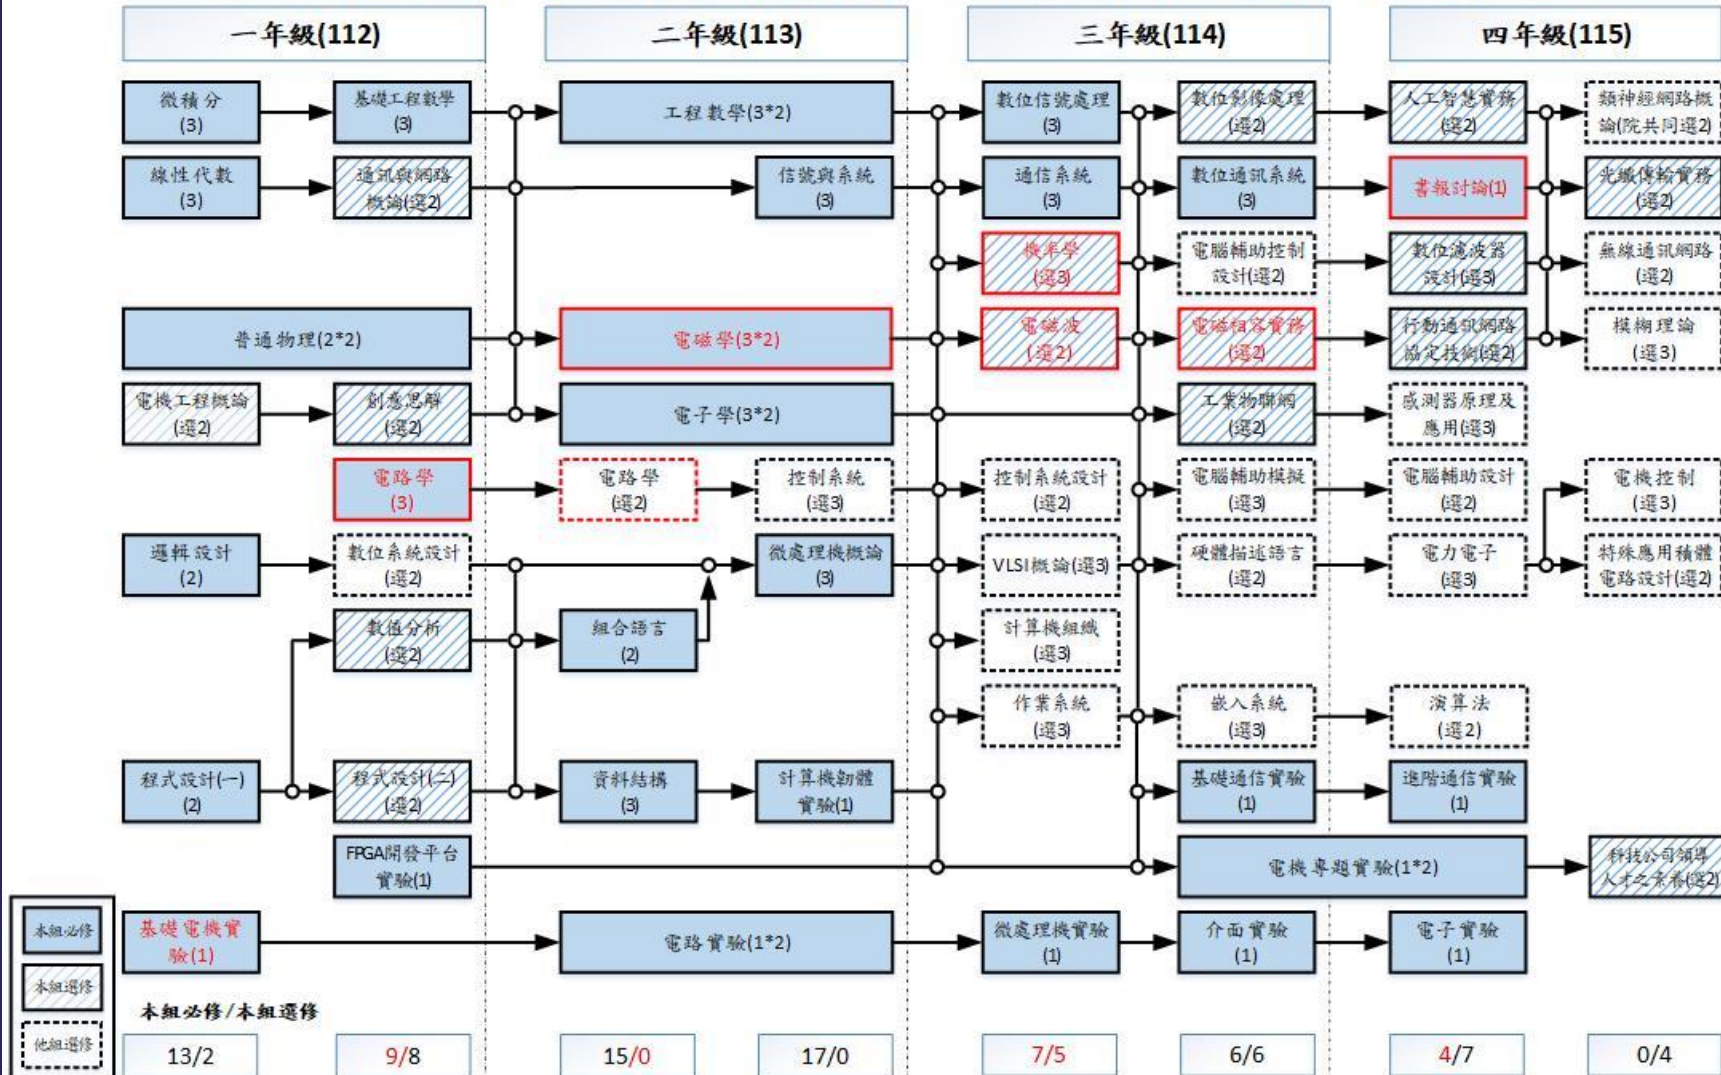 一年級(112)
二年級(113)
三年級(114)
四年級(115)
微積分
(3)
基礎工程數學
(3)
工程數學(3*2)
數位信號處理
(3)
數位影像處理
(選2)
人工智慧實務
(選2)
類神經網路概
論(院共同選2)
線性代數
(3)
通訊與網路
概論(選2)
信號與系統
(3)
通信系統
(3)
數位通訊系統
(3)
書報討論(1)
光纖傳輸實務
(選2)
機率學
(選3)
電腦輔助控制
設計(選2)
數位濾波器
設計(選3)
無線通訊網路
(選2)
普通物理(2*2)
電磁學(3*2)
電磁波
(選2)
電磁相容實務
(選2)
行動通訊網路
協定技術(選2)
模糊理論
(選3)
電機工程概論
(選2)
創意思解
(選2)
電子學(3*2)
工業物聯網
(選2)
感測器原理及
應用(選3)
電路學
(3)
電路學
(選2)
控制系統
(選3)
控制系統設計
(選2)
電腦輔助模擬
(選3)
電腦輔助設計
(選2)
電機控制
(選3)
邏輯設計
(2)
數位系統設計
(選2)
微處理機概論
(3)
VLSI概論(選3)
硬體描述語言
(選2)
電力電子
(選3)
特殊應用積體
電路設計(選2)
數值分析
(選2)
組合語言
(2)
計算機組織
(選3)
作業系統
(選3)
嵌入系統
(選3)
演算法
(選2)
程式設計(一)
(2)
程式設計(二)
(選2)
資料結構
(3)
計算機韌體
實驗(1)
基礎通信實驗
(1)
進階通信實驗
(1)
FPGA開發平台
實驗(1)
電機專題實驗(1*2)
科技公司領導
人才之素養(選2)
本組必修
本組選修
他組選修
基礎電機實
驗(1)
電路實驗(1*2)
微處理機實驗
(1)
介面實驗
(1)
電子實驗
(1)
本組必修/本組選修
13/2
9/8
15/0
17/0
7/5
6/6
4/7
0/4